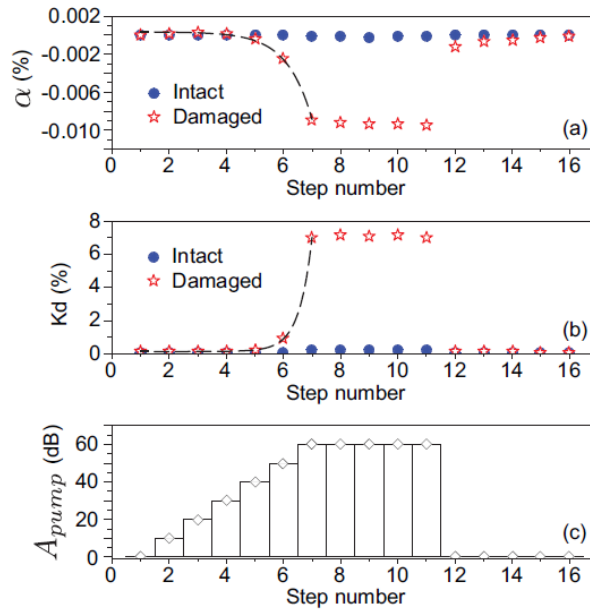 0.002
-0.002
-0.006
-0.010
α (%)
Intact
Damaged
(a)
0 2 4 6 8 10 12 14 16
Step number
8
6
4
2
0
Kd (%)
Intact
Damaged
(b)
0 2 4 6 8 10 12 14 16
Step number
60
40
20
0
A_pump (dB)
(c)
0 2 4 6 8 10 12 14 16
Step number